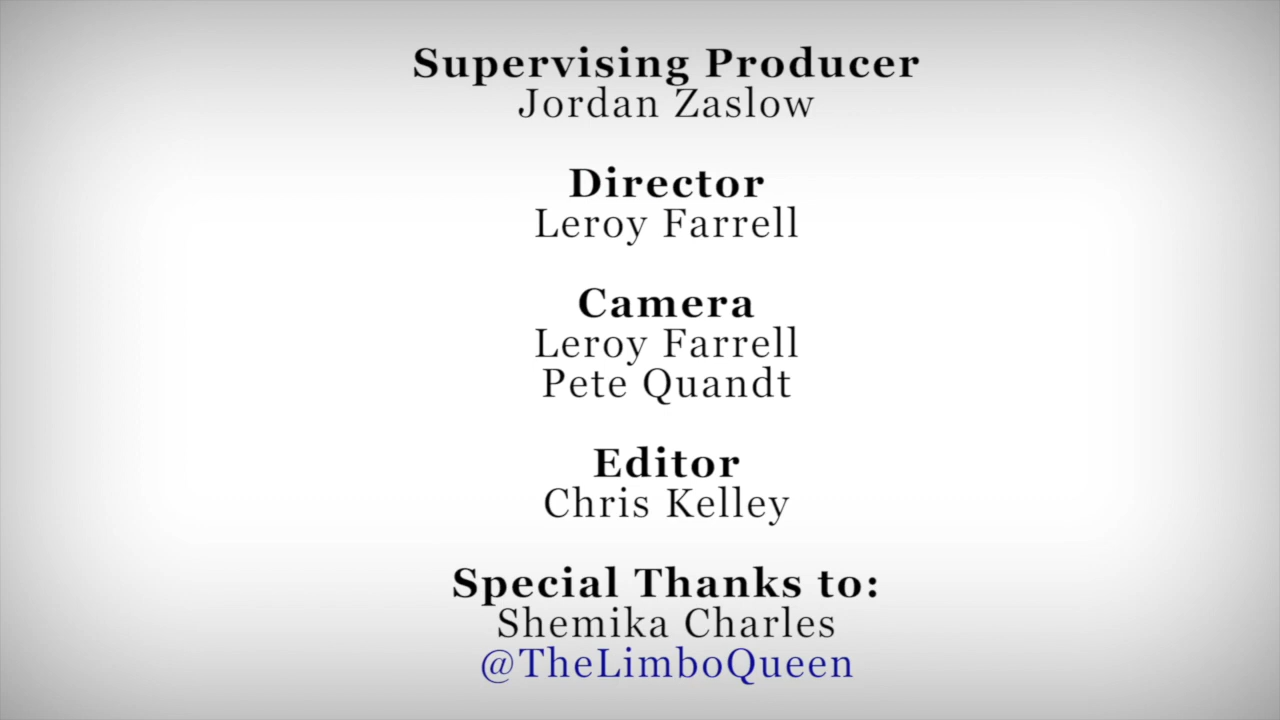 Supervising Producer
Jordan Zaslow
Director
Leroy Farrell
Camera
Leroy Farrell
Pete Quandt
Editor
Chris Kelley
Special Thanks to:
Shemika Charles
@TheLimboQueen